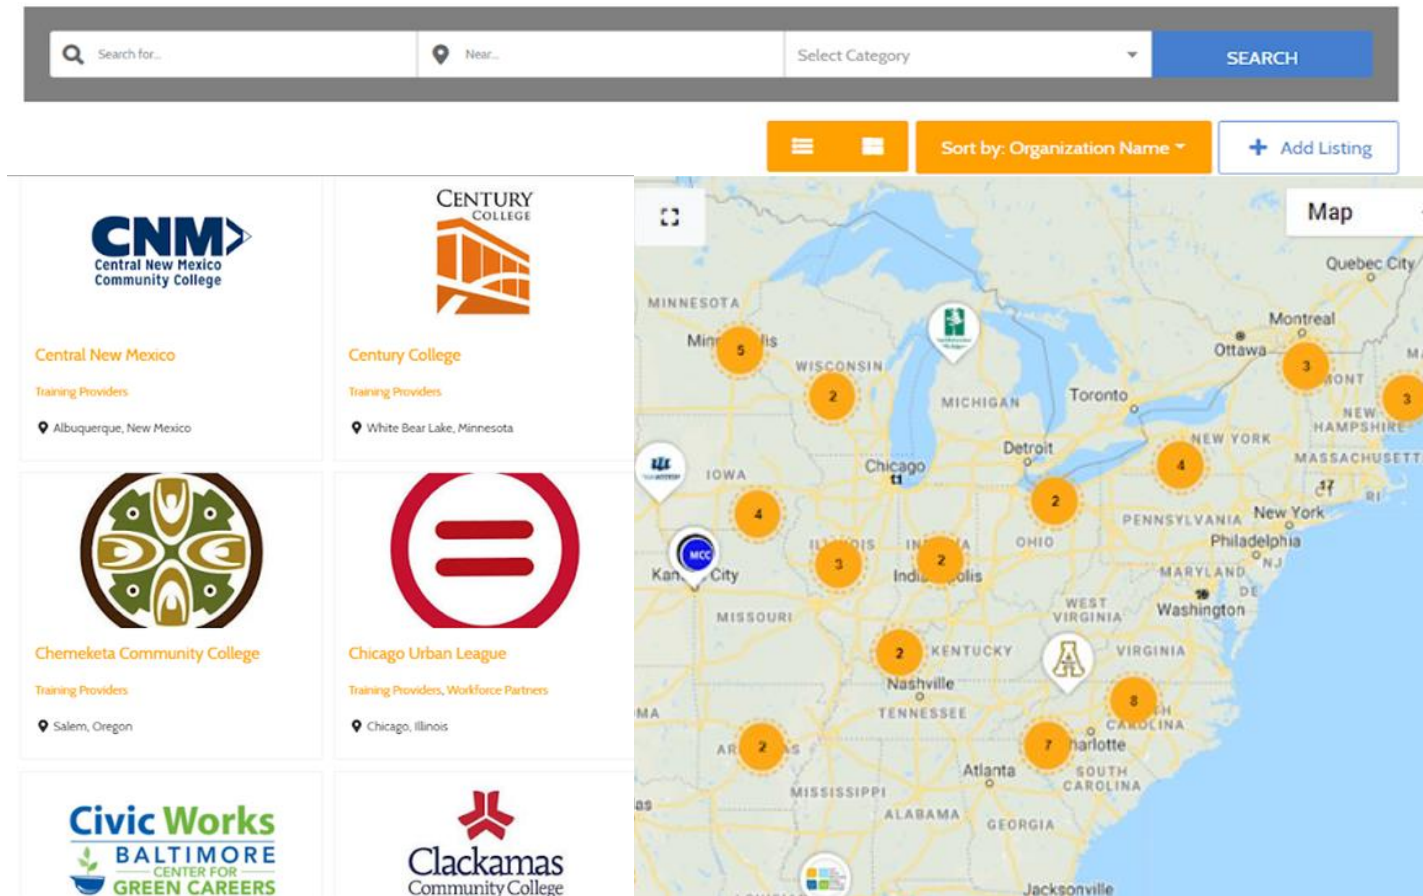 Search for...
Near...
Select Category
SEARCH
Sort by: Organization Name
Add Listing
CNM
Central New Mexico
Community College
Central New Mexico
Training Providers
Albuquerque, New Mexico
CENTURY
COLLEGE
Century College
Training Providers
White Bear Lake, Minnesota
Chemeketa Community College
Training Providers
Salem, Oregon
Chicago Urban League
Training Providers, Workforce Partners
Chicago, Illinois
Civic Works
BALTIMORE
CENTER FOR
GREEN CAREERS
Clackamas
Community College
Map
Quebec City
MINNESOTA
Montreal
Ottawa
5
3
WISCONSIN
2
MICHIGAN
Toronto
3
NEW
HAMPSHIRE
NEW YORK
Detroit
Chicago
11
IOWA
4
MASSACHUSETT
17
CT
RI
4
2
PENNSYLVANIA
New York
OHIO
Philadelphia
NJ
3
2
MCC
MARYLAND
DE
Washington
MISSOURI
WEST
VIRGINIA
VIRGINIA
2
KENTUCKY
A
Nashville
TENNESSEE
8
CAROLINA
2
7
Atlanta
SOUTH
CAROLINA
MISSISSIPPI
ALABAMA
GEORGIA
Jacksonville